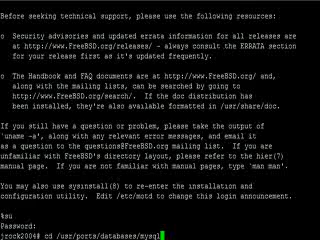 Before seeking technical support, please use the following resources:
o  Security advisories and updated errata information for all releases are
at http://www.FreeBSD.org/releases/ - always consult the ERRATA section
for your release first as it's updated frequently.
o  The Handbook and FAQ documents are at http://www.FreeBSD.org/ and,
along with the mailing lists, can be searched by going to
http://www.FreeBSD.org/search/.  If the doc distribution has
been installed, they're also available formatted in /usr/share/doc.
If you still have a question or problem, please take the output of
'uname -a', along with any relevant error messages, and email it
as a question to the questions@FreeBSD.org mailing list.  If you are
unfamiliar with FreeBSD's directory layout, please refer to the hier(7)
manual page.  If you are not familiar with manual pages, type 'man man'.
You may also use sysinstall(8) to re-enter the installation and
configuration utility.  Edit /etc/motd to change this login announcement.
%su
Password:
jrock2004# cd /usr/ports/databases/mysql